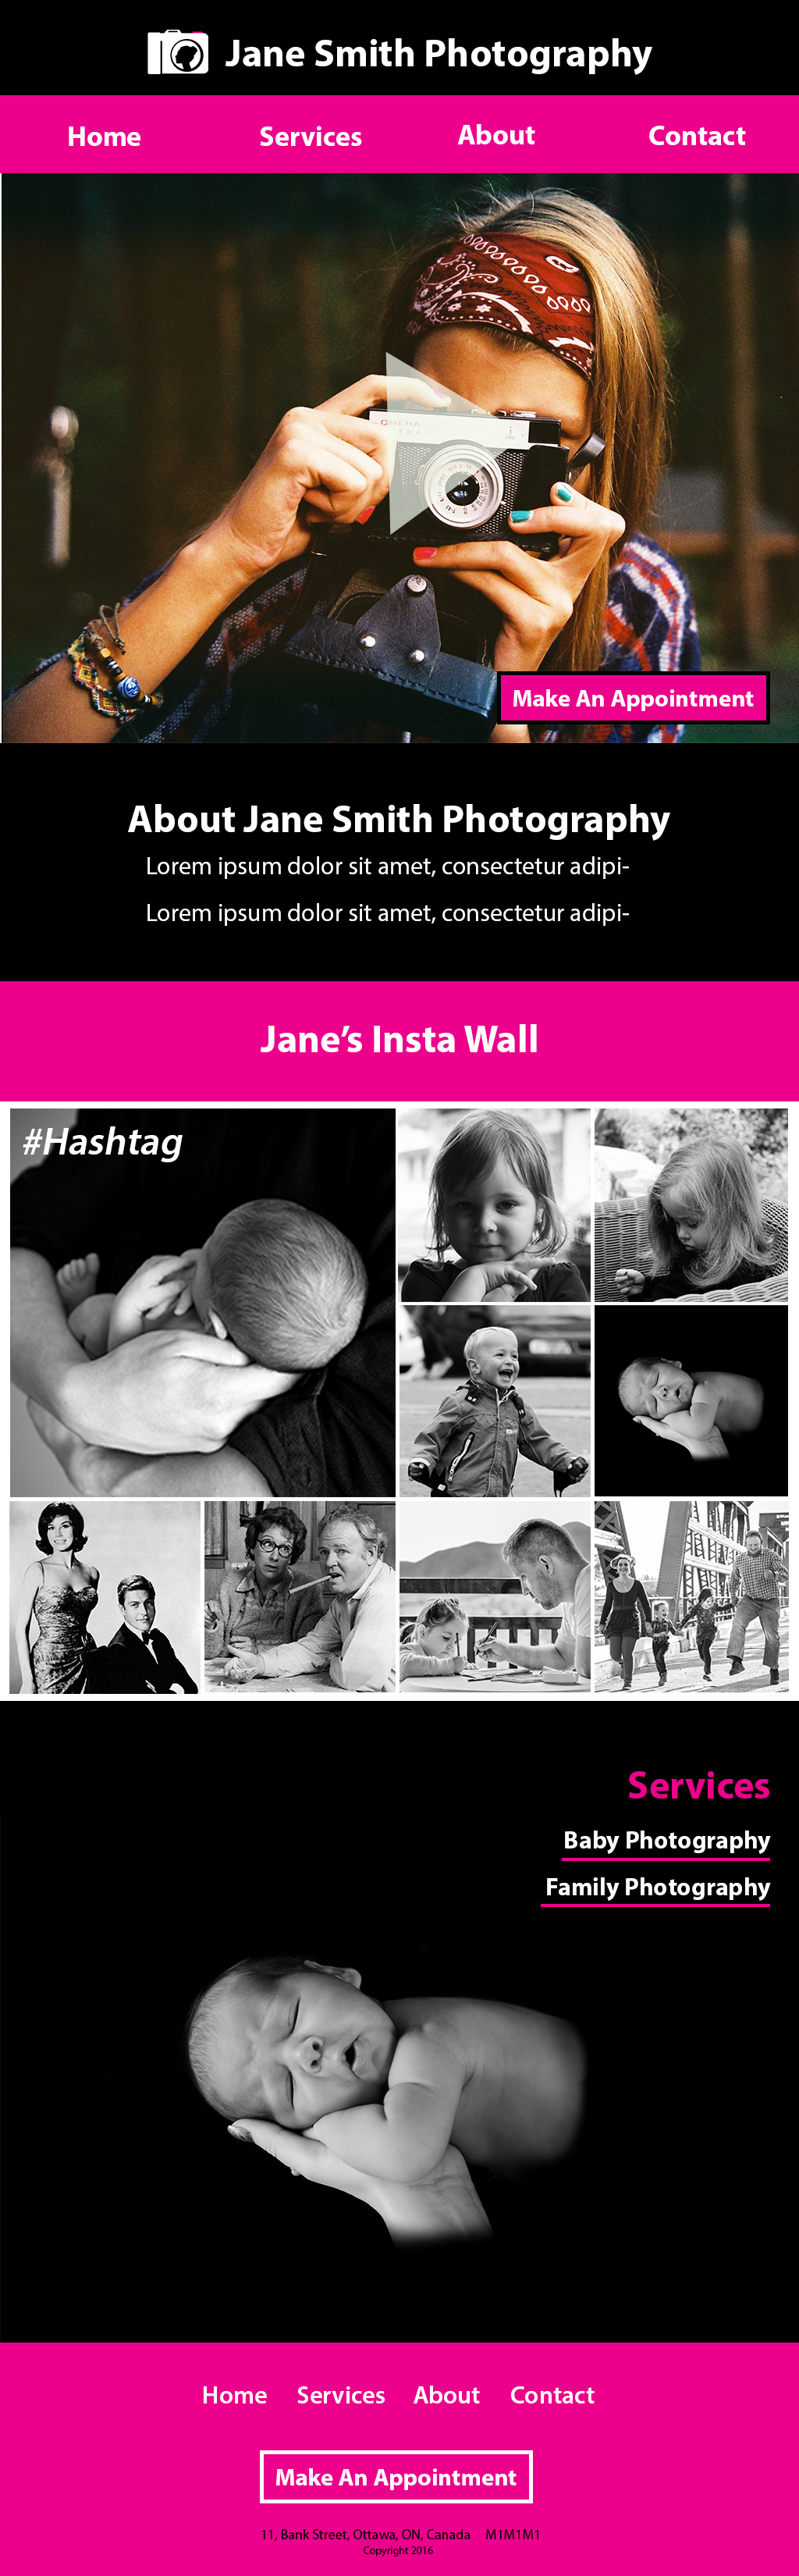 Jane Smith Photography
Home Services About Contact
CMEHA
Make An Appointment
About Jane Smith Photography
Lorem ipsum dolor sit amet, consectetur adipi-
Lorem ipsum dolor sit amet, consectetur adipi-
Jane’s Insta Wall
#Hashtag
Services
Baby Photography
Family Photography
Home Services About Contact
Make An Appointment
11, Bank Street, Ottawa, ON, Canada M1M1M1
Copyright 2016